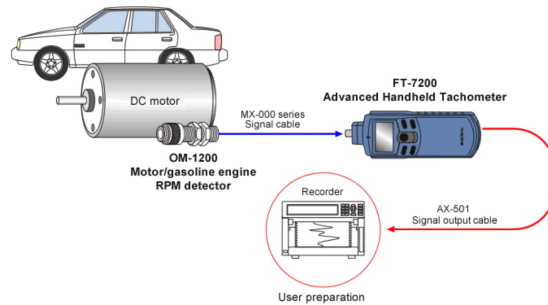 FT-7200
Advanced Handheld Tachometer
DC motor
MX-000 series
Signal cable
OM-1200
Motor/gasoline engine
RPM detector
Recorder
AX-501
Signal output cable
User preparation